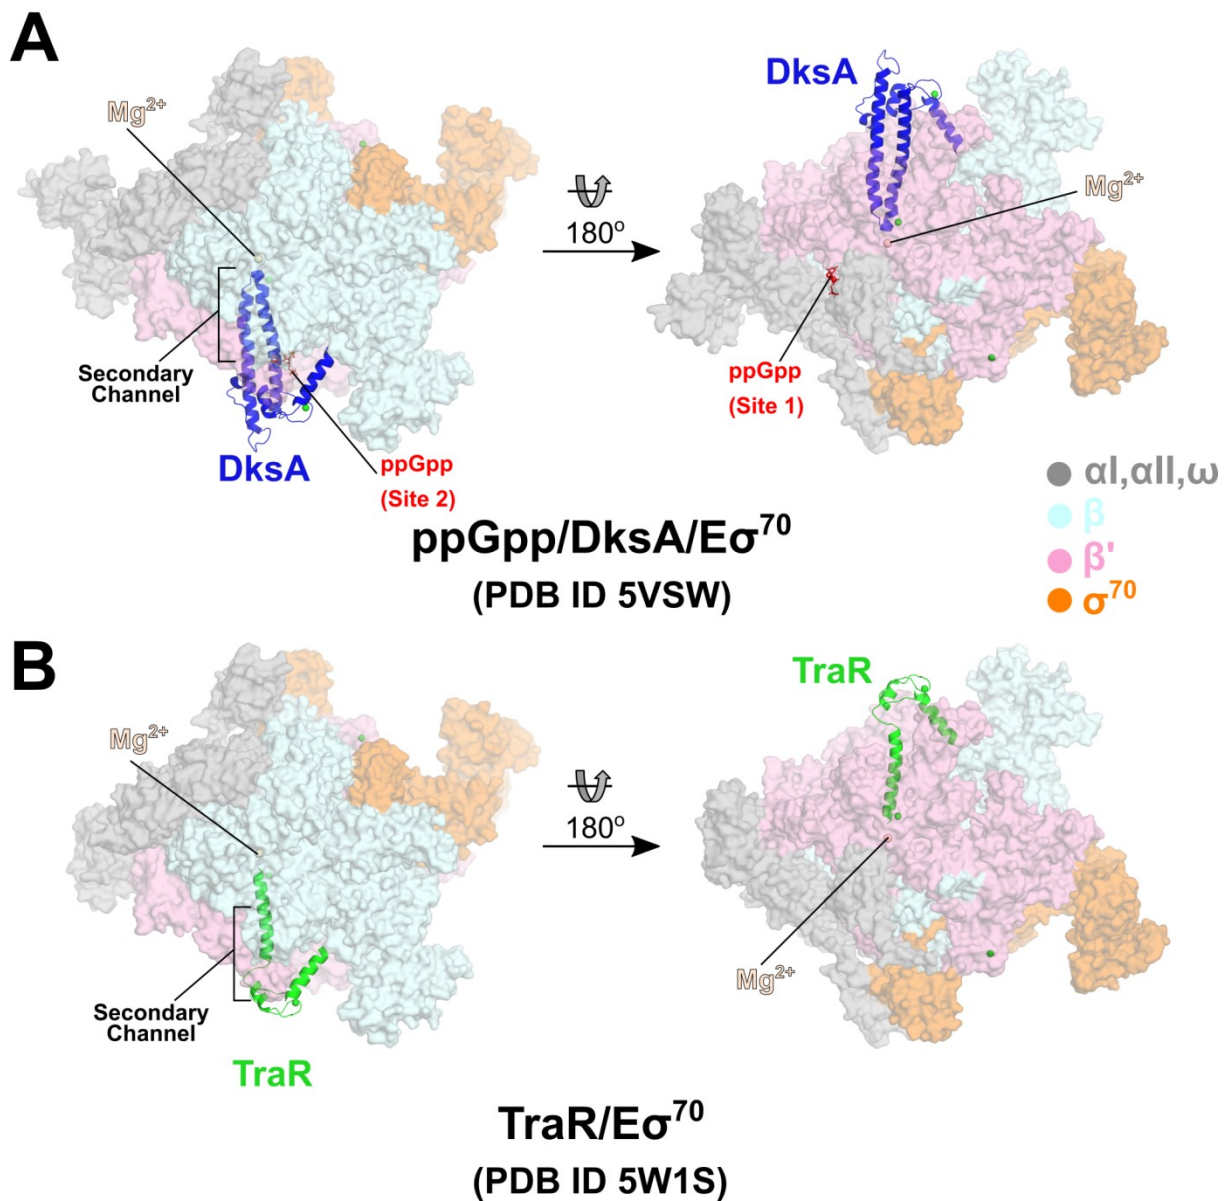 A
Mg²⁺
Secondary
Channel
DksA
ppGpp
(Site 2)
180°
DksA
Mg²⁺
ppGpp
(Site 1)
αI,αII,ω
β
β'
σ⁷⁰
ppGpp/DksA/Eσ⁷⁰
(PDB ID 5VSW)
B
Mg²⁺
Secondary
Channel
TraR
180°
TraR
Mg²⁺
TraR/Eσ⁷⁰
(PDB ID 5W1S)